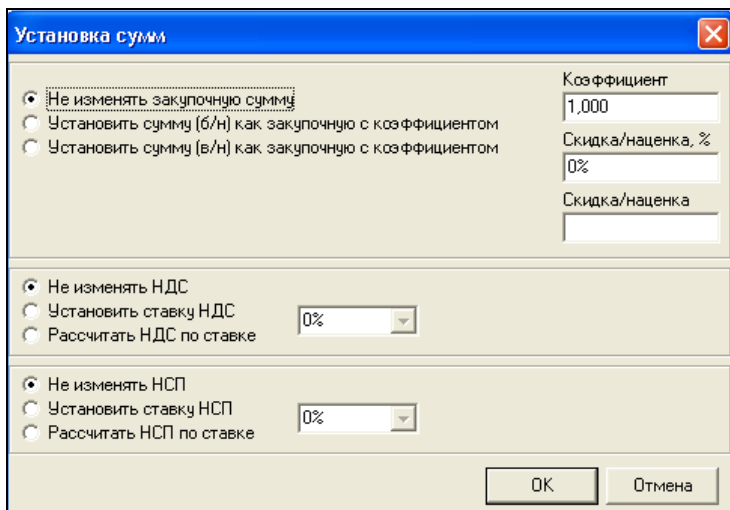 Установка сумм
Не изменять закупочную сумму
Установить сумму (б/н) как закупочную с коэффициентом
Установить сумму (в/н) как закупочную с коэффициентом
Коэффициент
1,000
Скидка/наценка, %
0%
Скидка/наценка
Не изменять НДС
Установить ставку НДС
Рассчитать НДС по ставке
0%
Не изменять НСП
Установить ставку НСП
Рассчитать НСП по ставке
0%
OK
Отмена